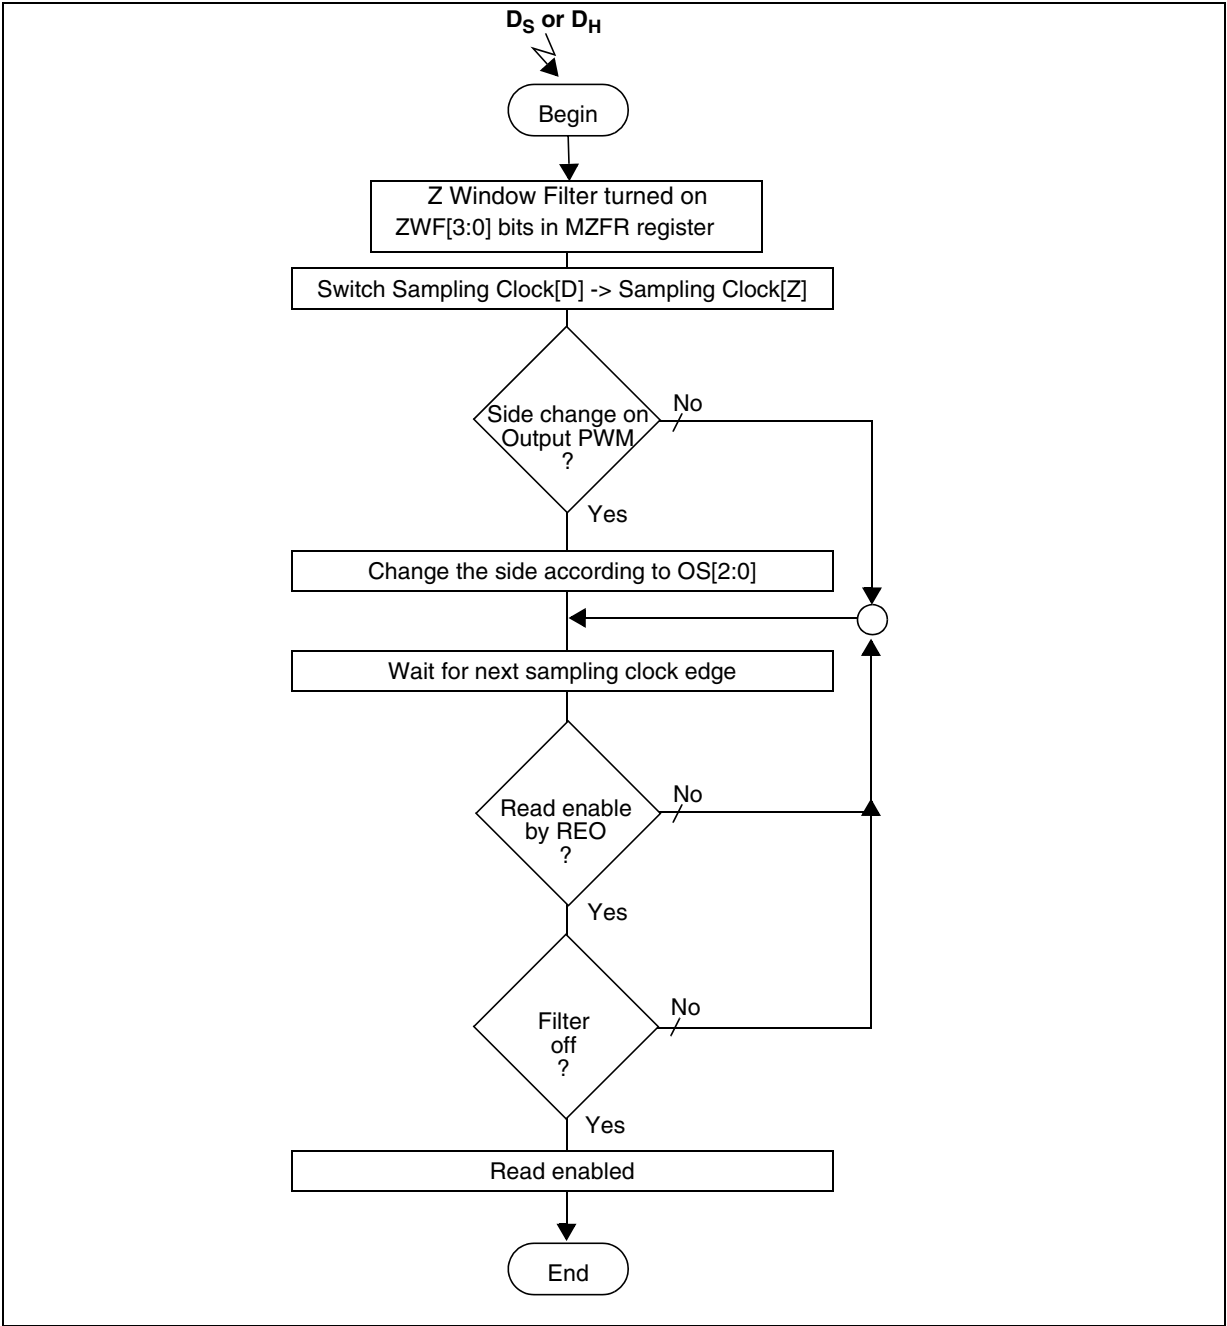 DS or DH
Begin
Z Window Filter turned on
ZWF[3:0] bits in MZFR register
Switch Sampling Clock[D] -> Sampling Clock[Z]
Side change on
Output PWM
?
No
Yes
Change the side according to OS[2:0]
Wait for next sampling clock edge
Read enable
by REO
?
No
Yes
Filter
off
?
No
Yes
Read enabled
End